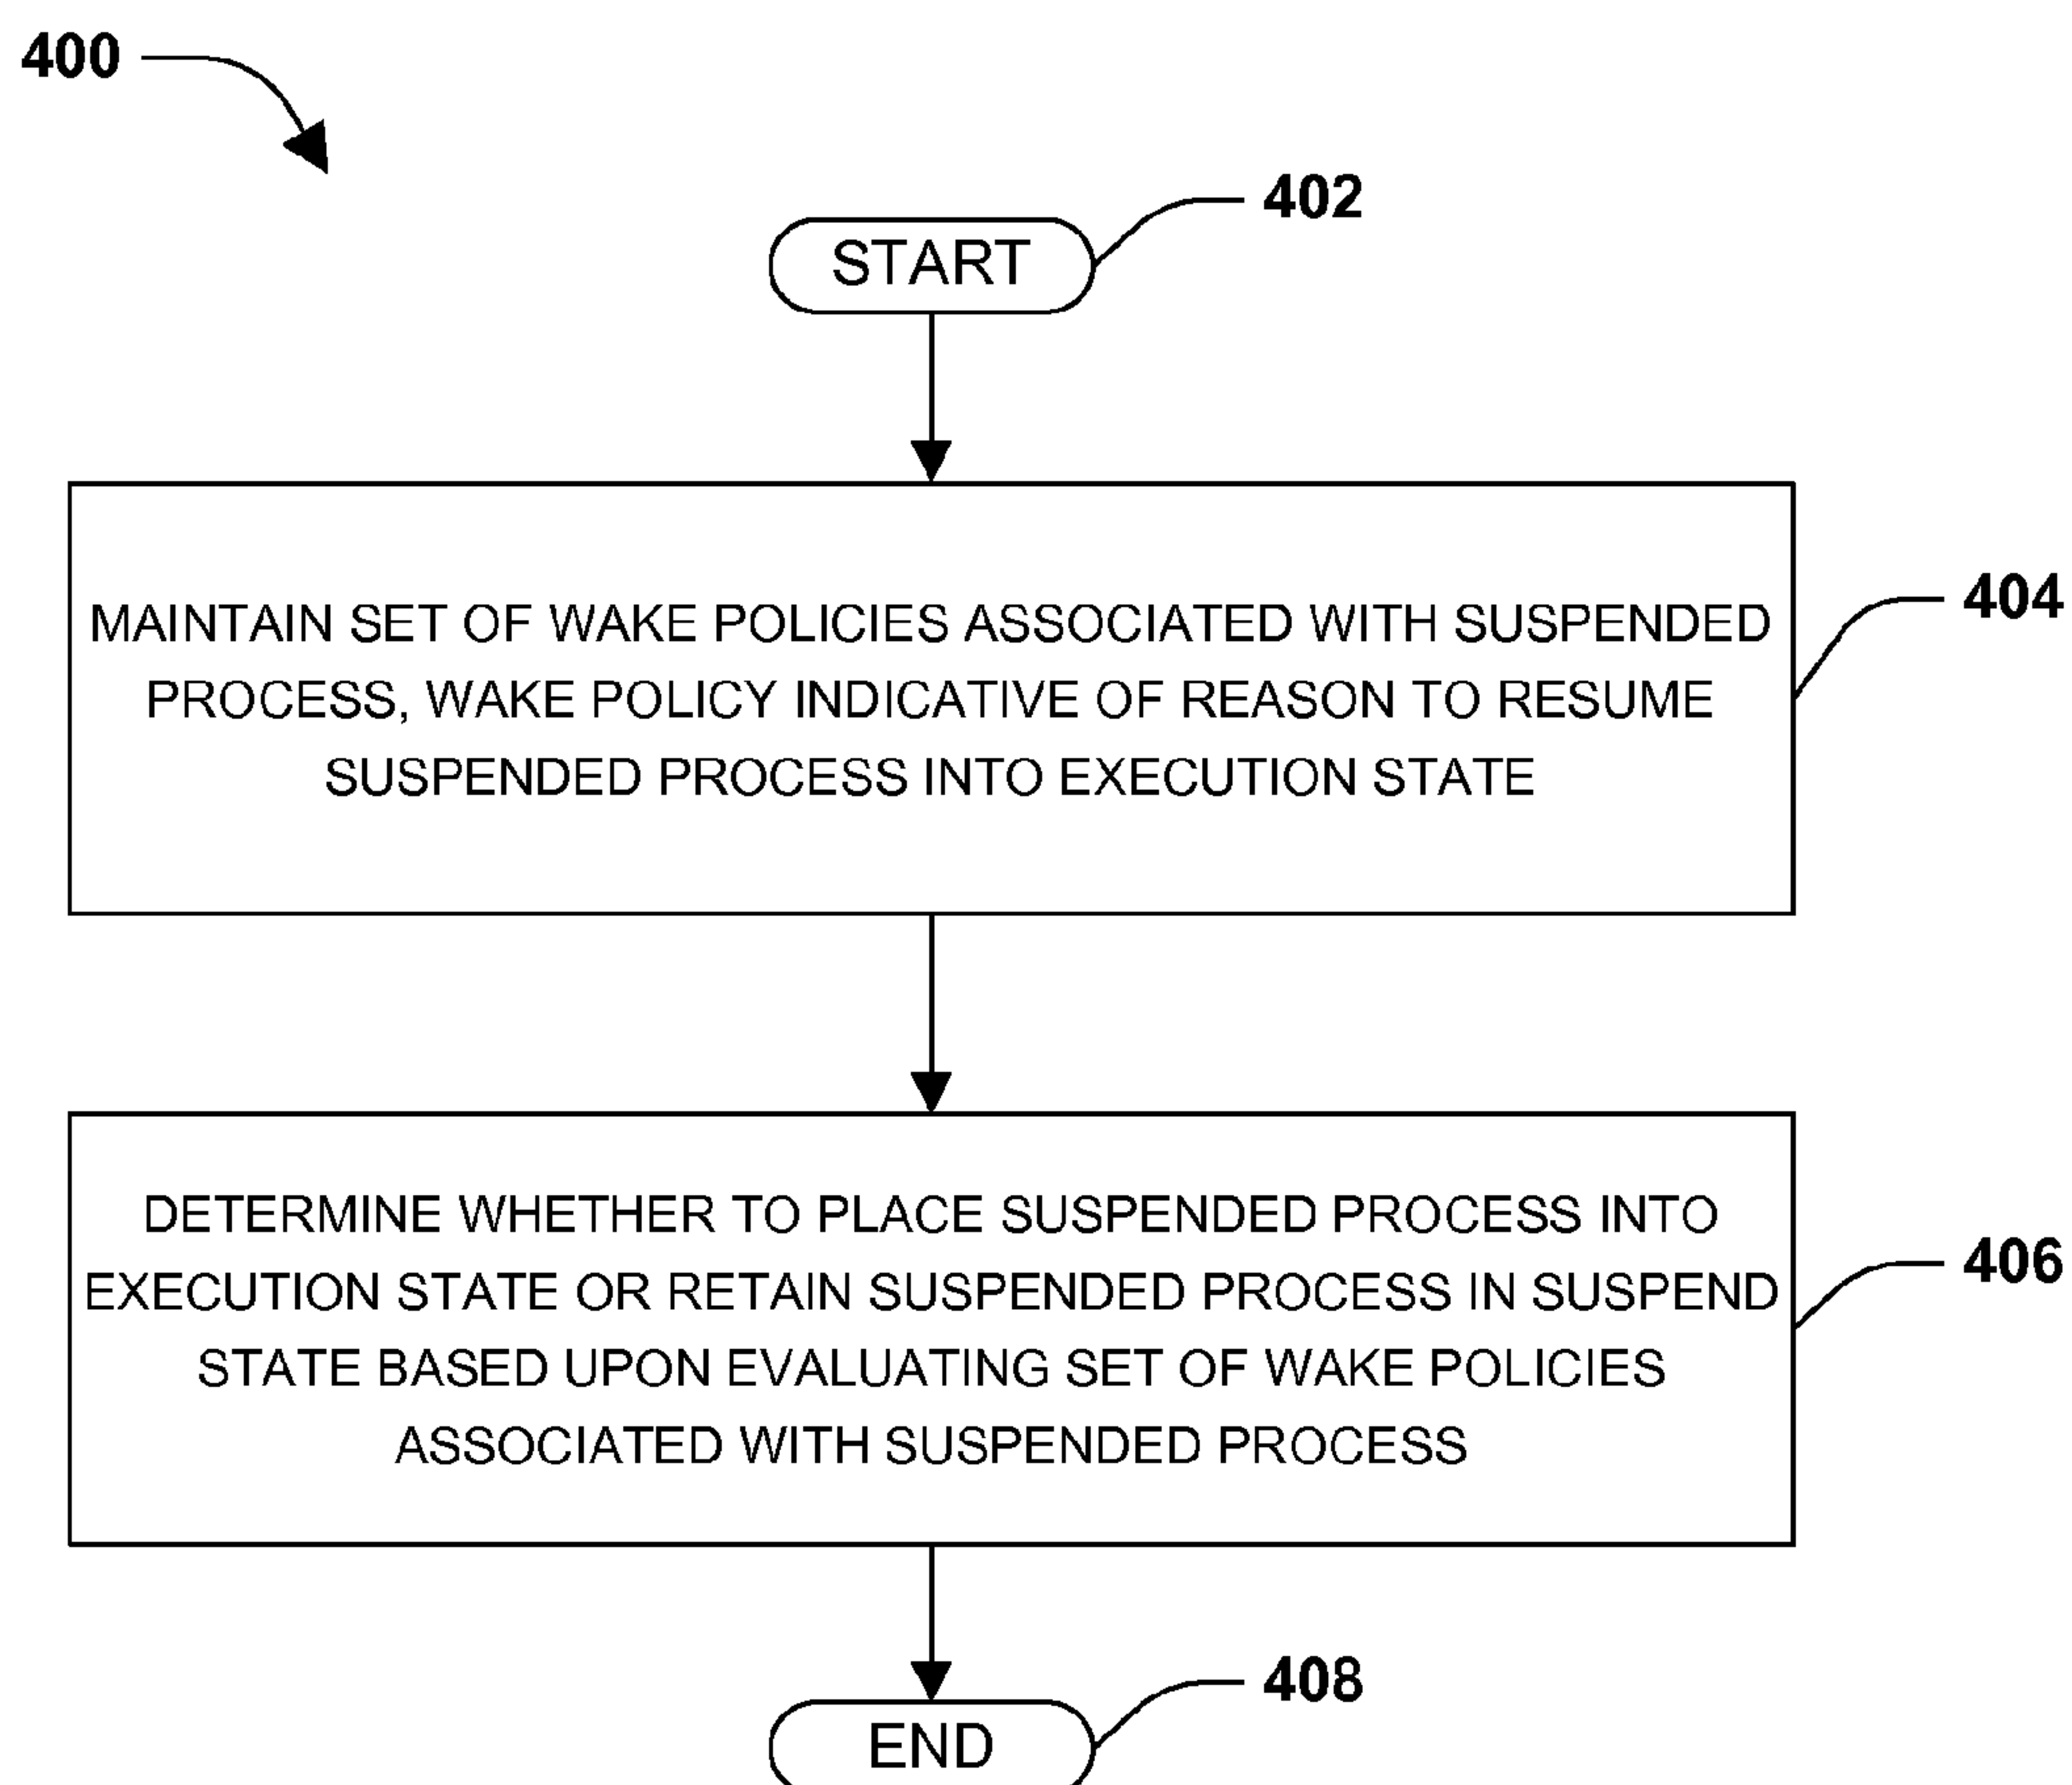 400
402
START
MAINTAIN SET OF WAKE POLICIES ASSOCIATED WITH SUSPENDED
PROCESS, WAKE POLICY INDICATIVE OF REASON TO RESUME
SUSPENDED PROCESS INTO EXECUTION STATE
404
DETERMINE WHETHER TO PLACE SUSPENDED PROCESS INTO
EXECUTION STATE OR RETAIN SUSPENDED PROCESS IN SUSPEND
STATE BASED UPON EVALUATING SET OF WAKE POLICIES
ASSOCIATED WITH SUSPENDED PROCESS
406
408
END